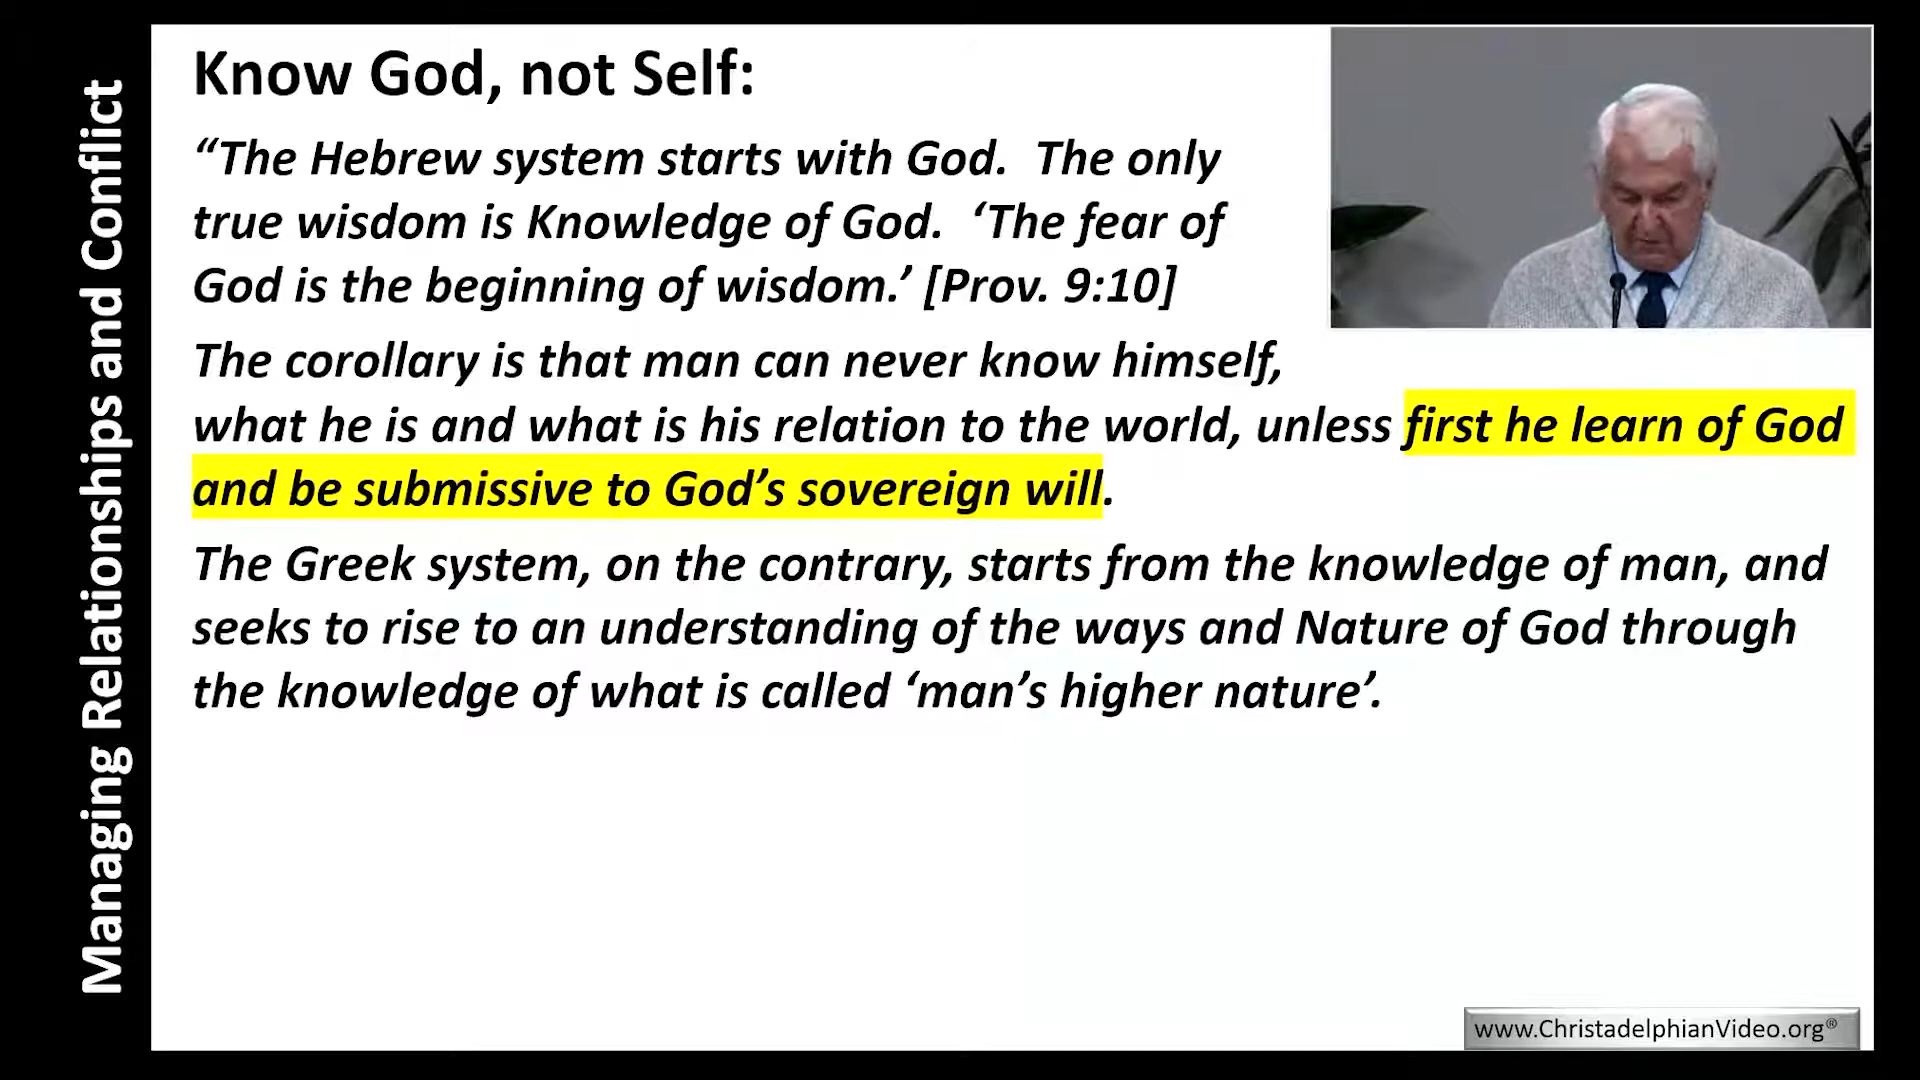 Managing Relationships and Conflict
Know God, not Self:
“The Hebrew system starts with God.  The only
true wisdom is Knowledge of God.  ‘The fear of
God is the beginning of wisdom.’ [Prov. 9:10]
The corollary is that man can never know himself,
what he is and what is his relation to the world, unless first he learn of God
and be submissive to God’s sovereign will.
The Greek system, on the contrary, starts from the knowledge of man, and
seeks to rise to an understanding of the ways and Nature of God through
the knowledge of what is called ‘man’s higher nature’.
www.ChristadelphianVideo.org®